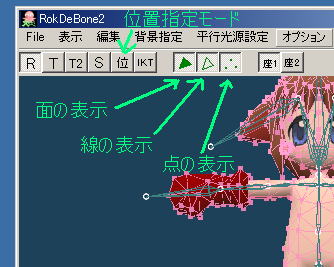 RokDeBone2 位置指定モード
File 表示 編集 背景指定 平行光源設定 オプション
R T T2 S 位 IKT 座1 座2
面の表示
線の表示
点の表示